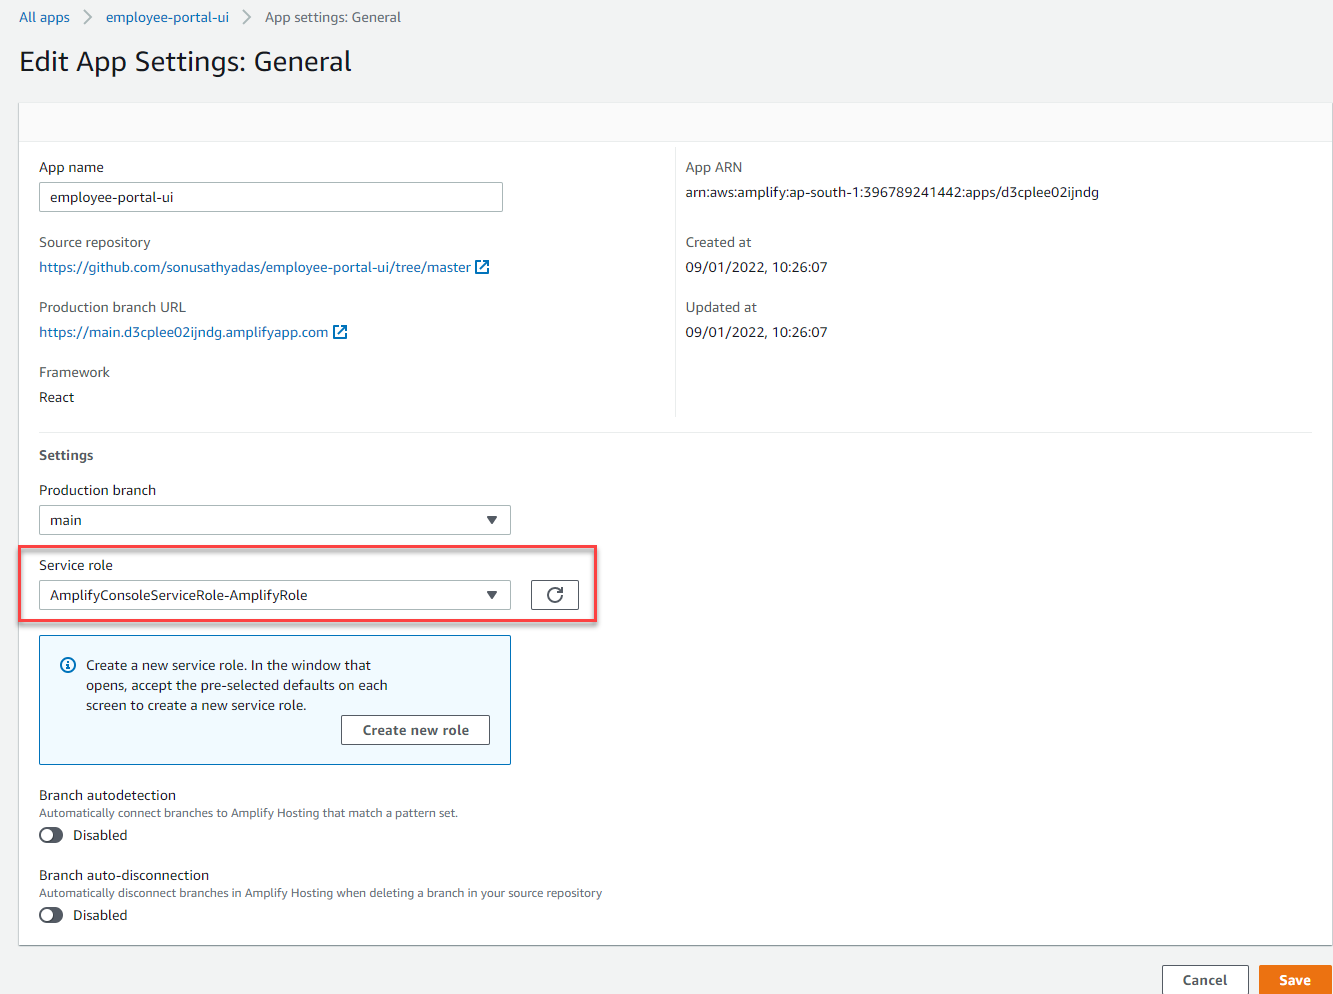 All apps > employee-portal-ui > App settings: General
Edit App Settings: General
App name
employee-portal-ui
Source repository
https://github.com/sonusathyadas/employee-portal-ui/tree/master
Production branch URL
https://main.d3cplee02ijndg.amplifyapp.com
Framework
React
App ARN
arn:aws:amplify:ap-south-1:396789241442:apps/d3cplee02ijndg
Created at
09/01/2022, 10:26:07
Updated at
09/01/2022, 10:26:07
Settings
Production branch
main
Service role
AmplifyConsoleServiceRole-AmplifyRole
Create a new service role. In the window that
opens, accept the pre-selected defaults on each
screen to create a new service role.
Create new role
Branch autodetection
Automatically connect branches to Amplify Hosting that match a pattern set.
Disabled
Branch auto-disconnection
Automatically disconnect branches in Amplify Hosting when deleting a branch in your source repository
Disabled
Cancel
Save